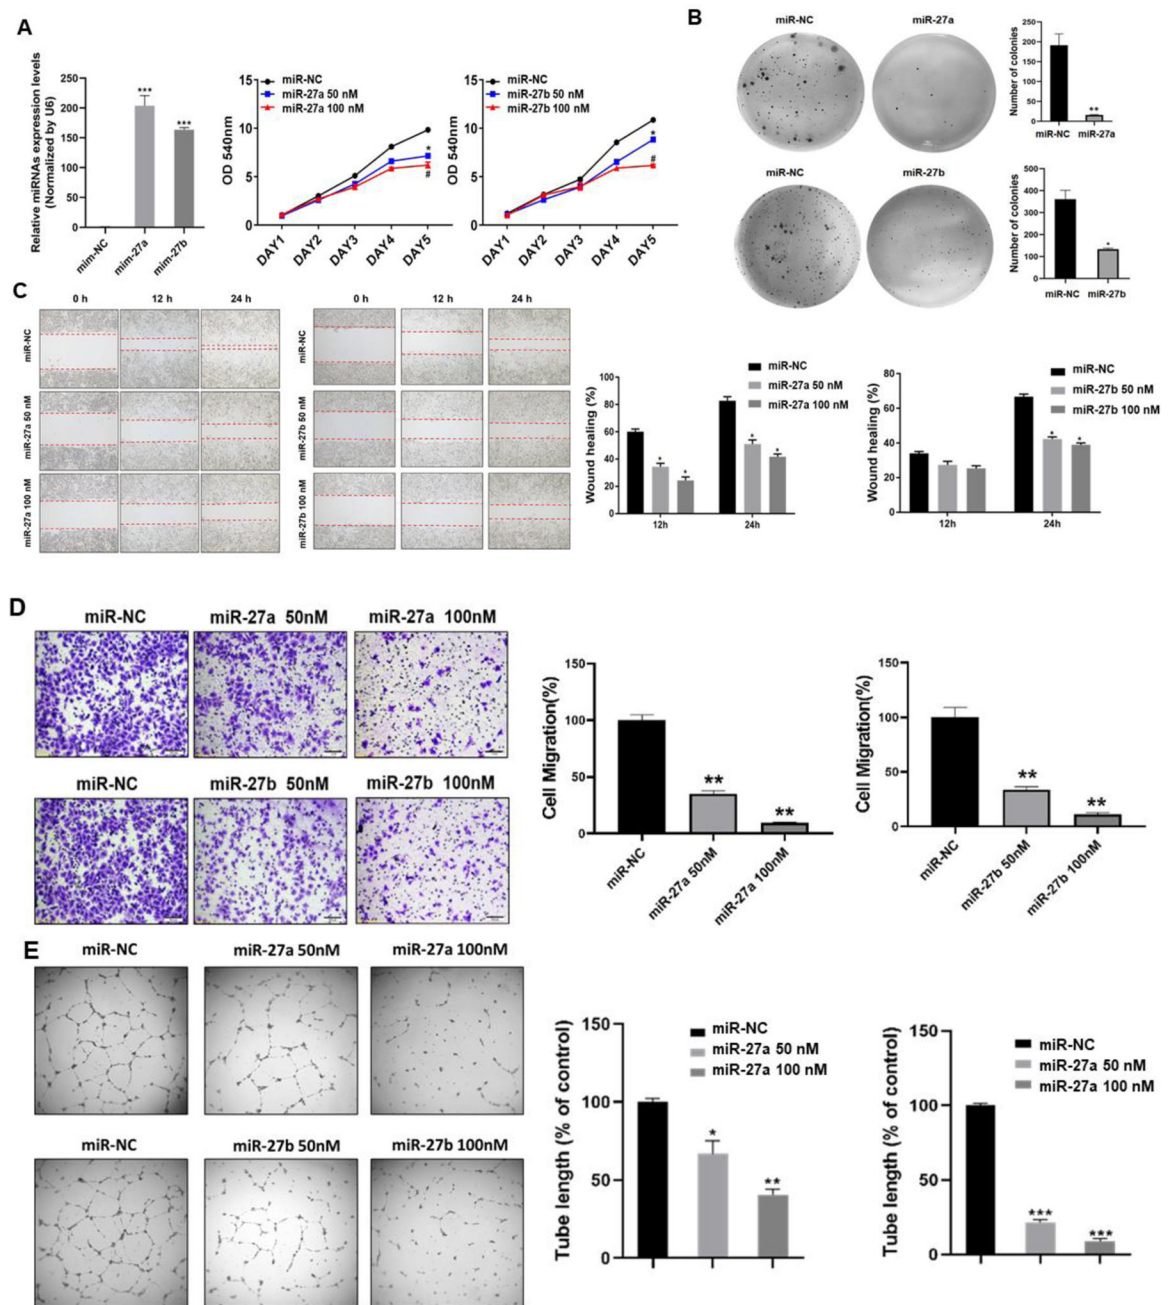 A
Relative miRNAs expression levels
(Normalized by U6)
250
200
150
100
50
0
***
***
mim-NC
mim-27a
mim-27b
miR-NC
miR-27a 50 nM
miR-27a 100 nM
OD 540nm
15
10
5
0
*
#
DAY1
DAY2
DAY3
DAY4
DAY5
miR-NC
miR-27b 50 nM
miR-27b 100 nM
OD 540nm
15
10
5
0
*
#
DAY1
DAY2
DAY3
DAY4
DAY5
B
miR-NC
miR-27a
Number of colonies
250
200
150
100
50
0
**
miR-NC
miR-27a
miR-NC
miR-27b
Number of colonies
500
400
300
200
100
0
*
miR-NC
miR-27b
C
0 h
12 h
24 h
miR-NC
miR-27a 50 nM
miR-27a 100 nM
0 h
12 h
24 h
miR-NC
miR-27b 50 nM
miR-27b 100 nM
miR-NC
miR-27a 50 nM
miR-27a 100 nM
Wound healing (%)
100
80
60
40
20
0
*
*
*
*
12h
24h
miR-NC
miR-27b 50 nM
miR-27b 100 nM
Wound healing (%)
80
60
40
20
0
*
*
12h
24h
D
miR-NC
miR-27a 50nM
miR-27a 100nM
miR-NC
miR-27b 50nM
miR-27b 100nM
Cell Migration(%)
150
100
50
0
**
**
miR-NC
miR-27a 50nM
miR-27a 100nM
Cell Migration(%)
150
100
50
0
**
**
miR-NC
miR-27b 50nM
miR-27b 100nM
E
miR-NC
miR-27a 50nM
miR-27a 100nM
miR-NC
miR-27b 50nM
miR-27b 100nM
Tube length (% of control)
150
100
50
0
miR-NC
miR-27a 50 nM
miR-27a 100 nM
*
**
Tube length (% of control)
150
100
50
0
miR-NC
miR-27a 50 nM
miR-27a 100 nM
***
***